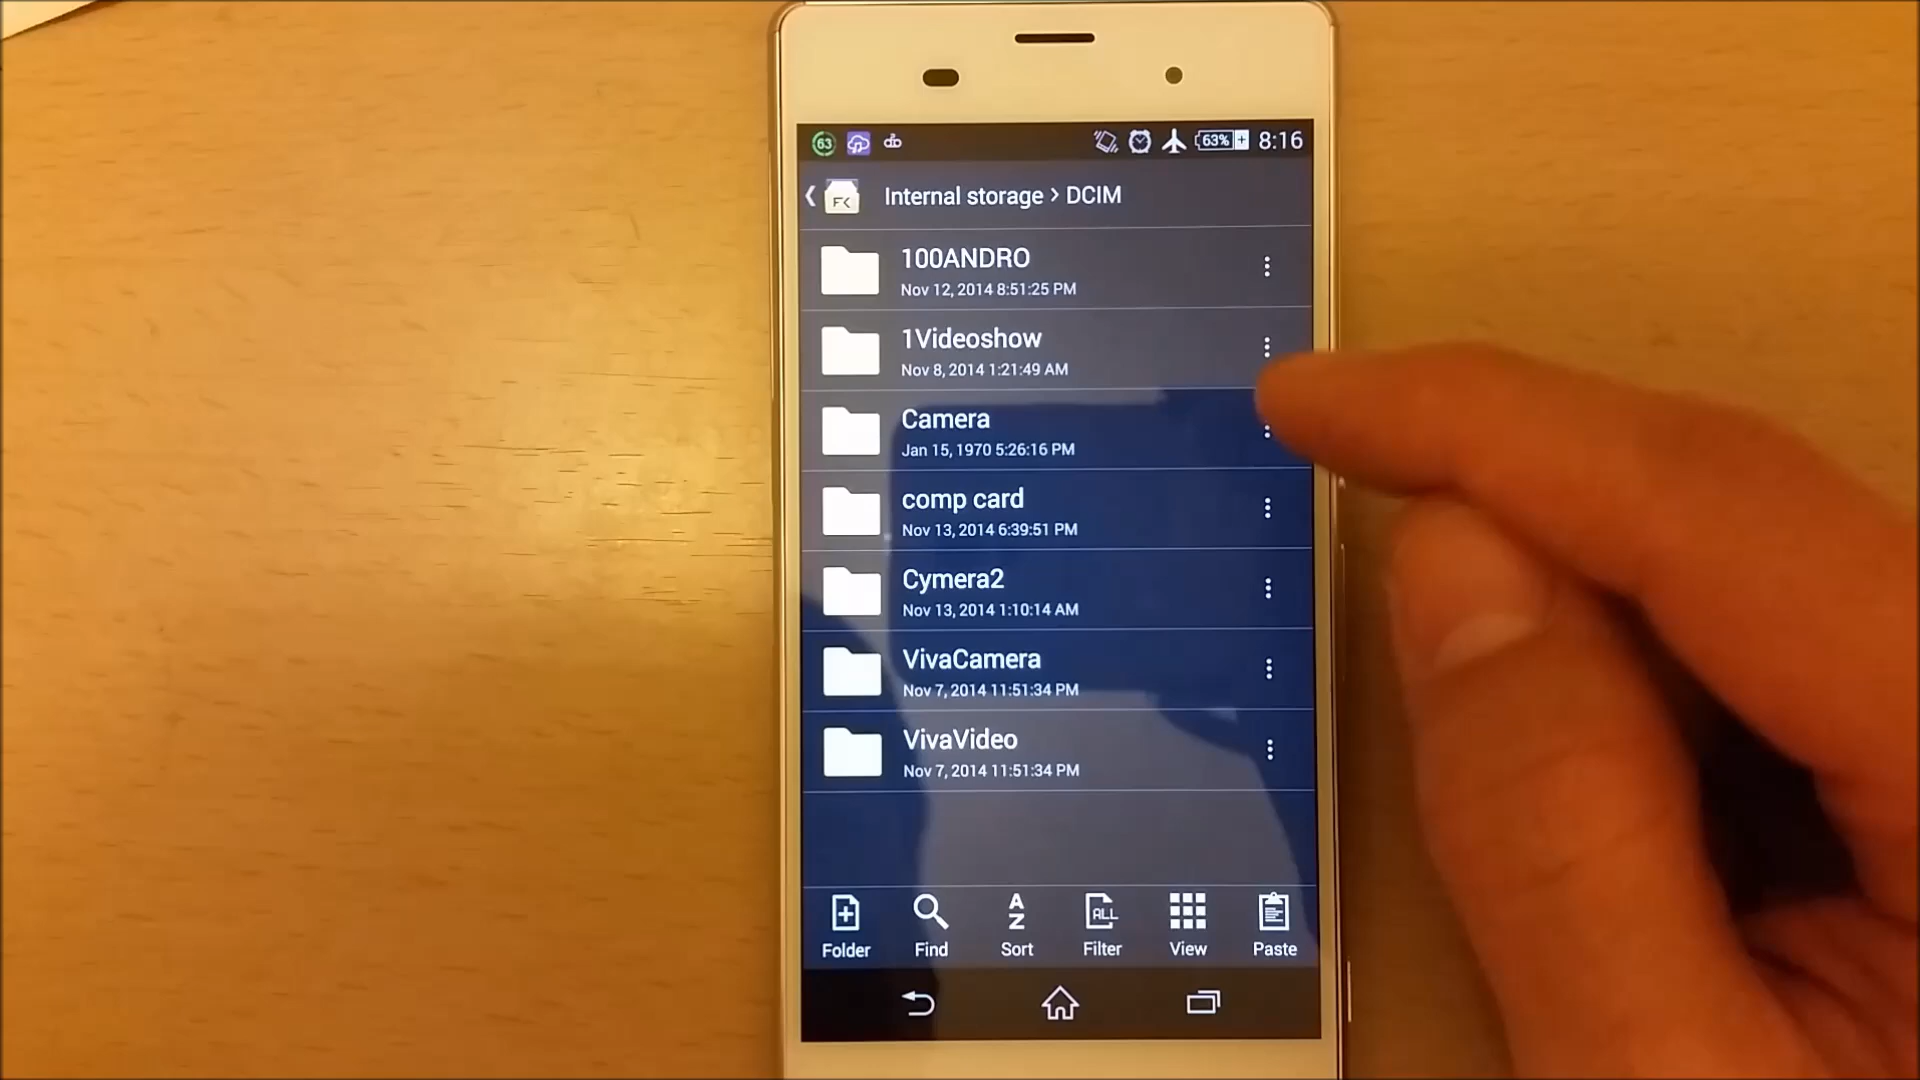 63 63% 8:16
FK Internal storage > DCIM
100ANDRO
Nov 12, 2014 8:51:25 PM
1Videoshow
Nov 8, 2014 1:21:49 AM
Camera
Jan 15, 1970 5:26:16 PM
comp card
Nov 13, 2014 6:39:51 PM
Cymera2
Nov 13, 2014 1:10:14 AM
VivaCamera
Nov 7, 2014 11:51:34 PM
VivaVideo
Nov 7, 2014 11:51:34 PM
A
Z
ALL
Folder Find Sort Filter View Paste